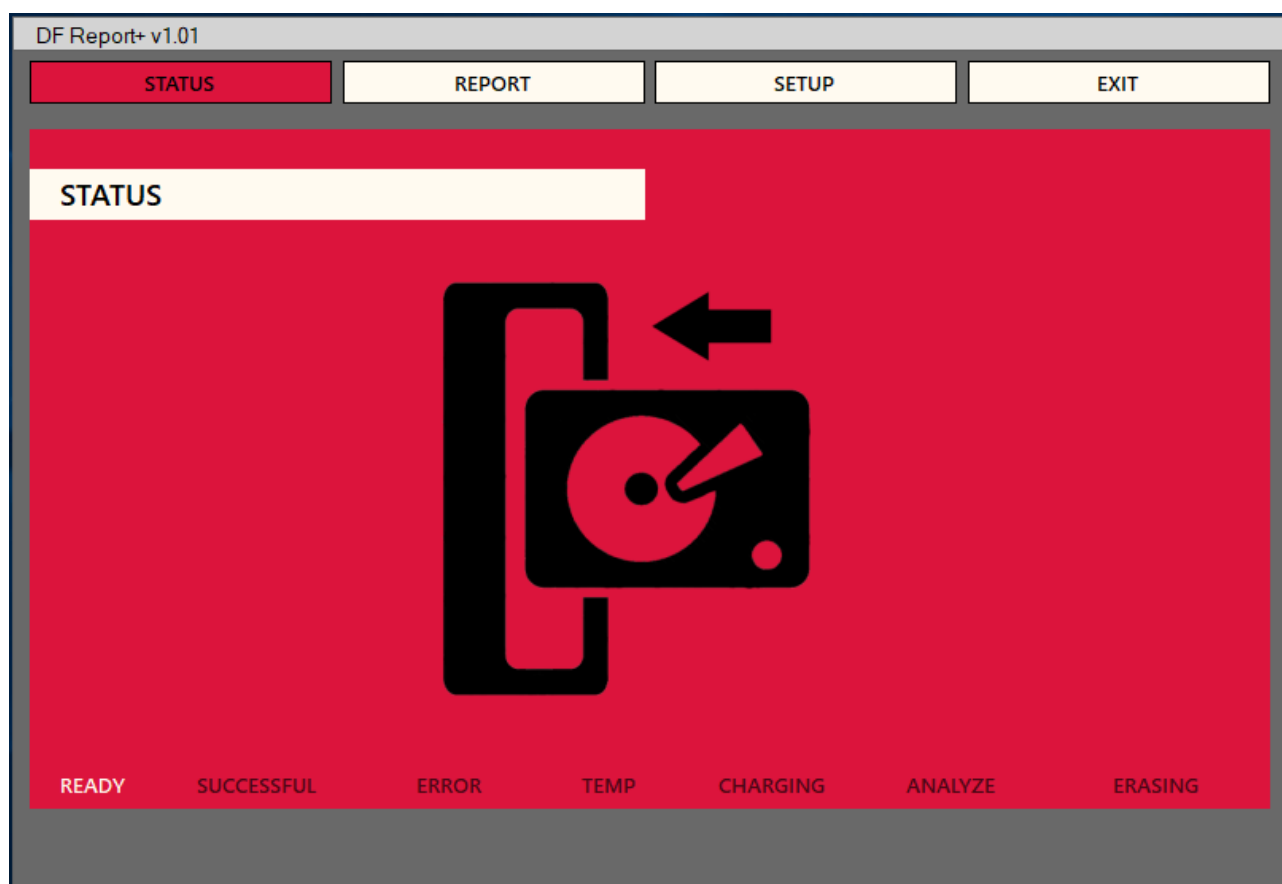 DF Report+ v1.01
STATUS REPORT SETUP EXIT
STATUS
READY SUCCESSFUL ERROR TEMP CHARGING ANALYZE ERASING